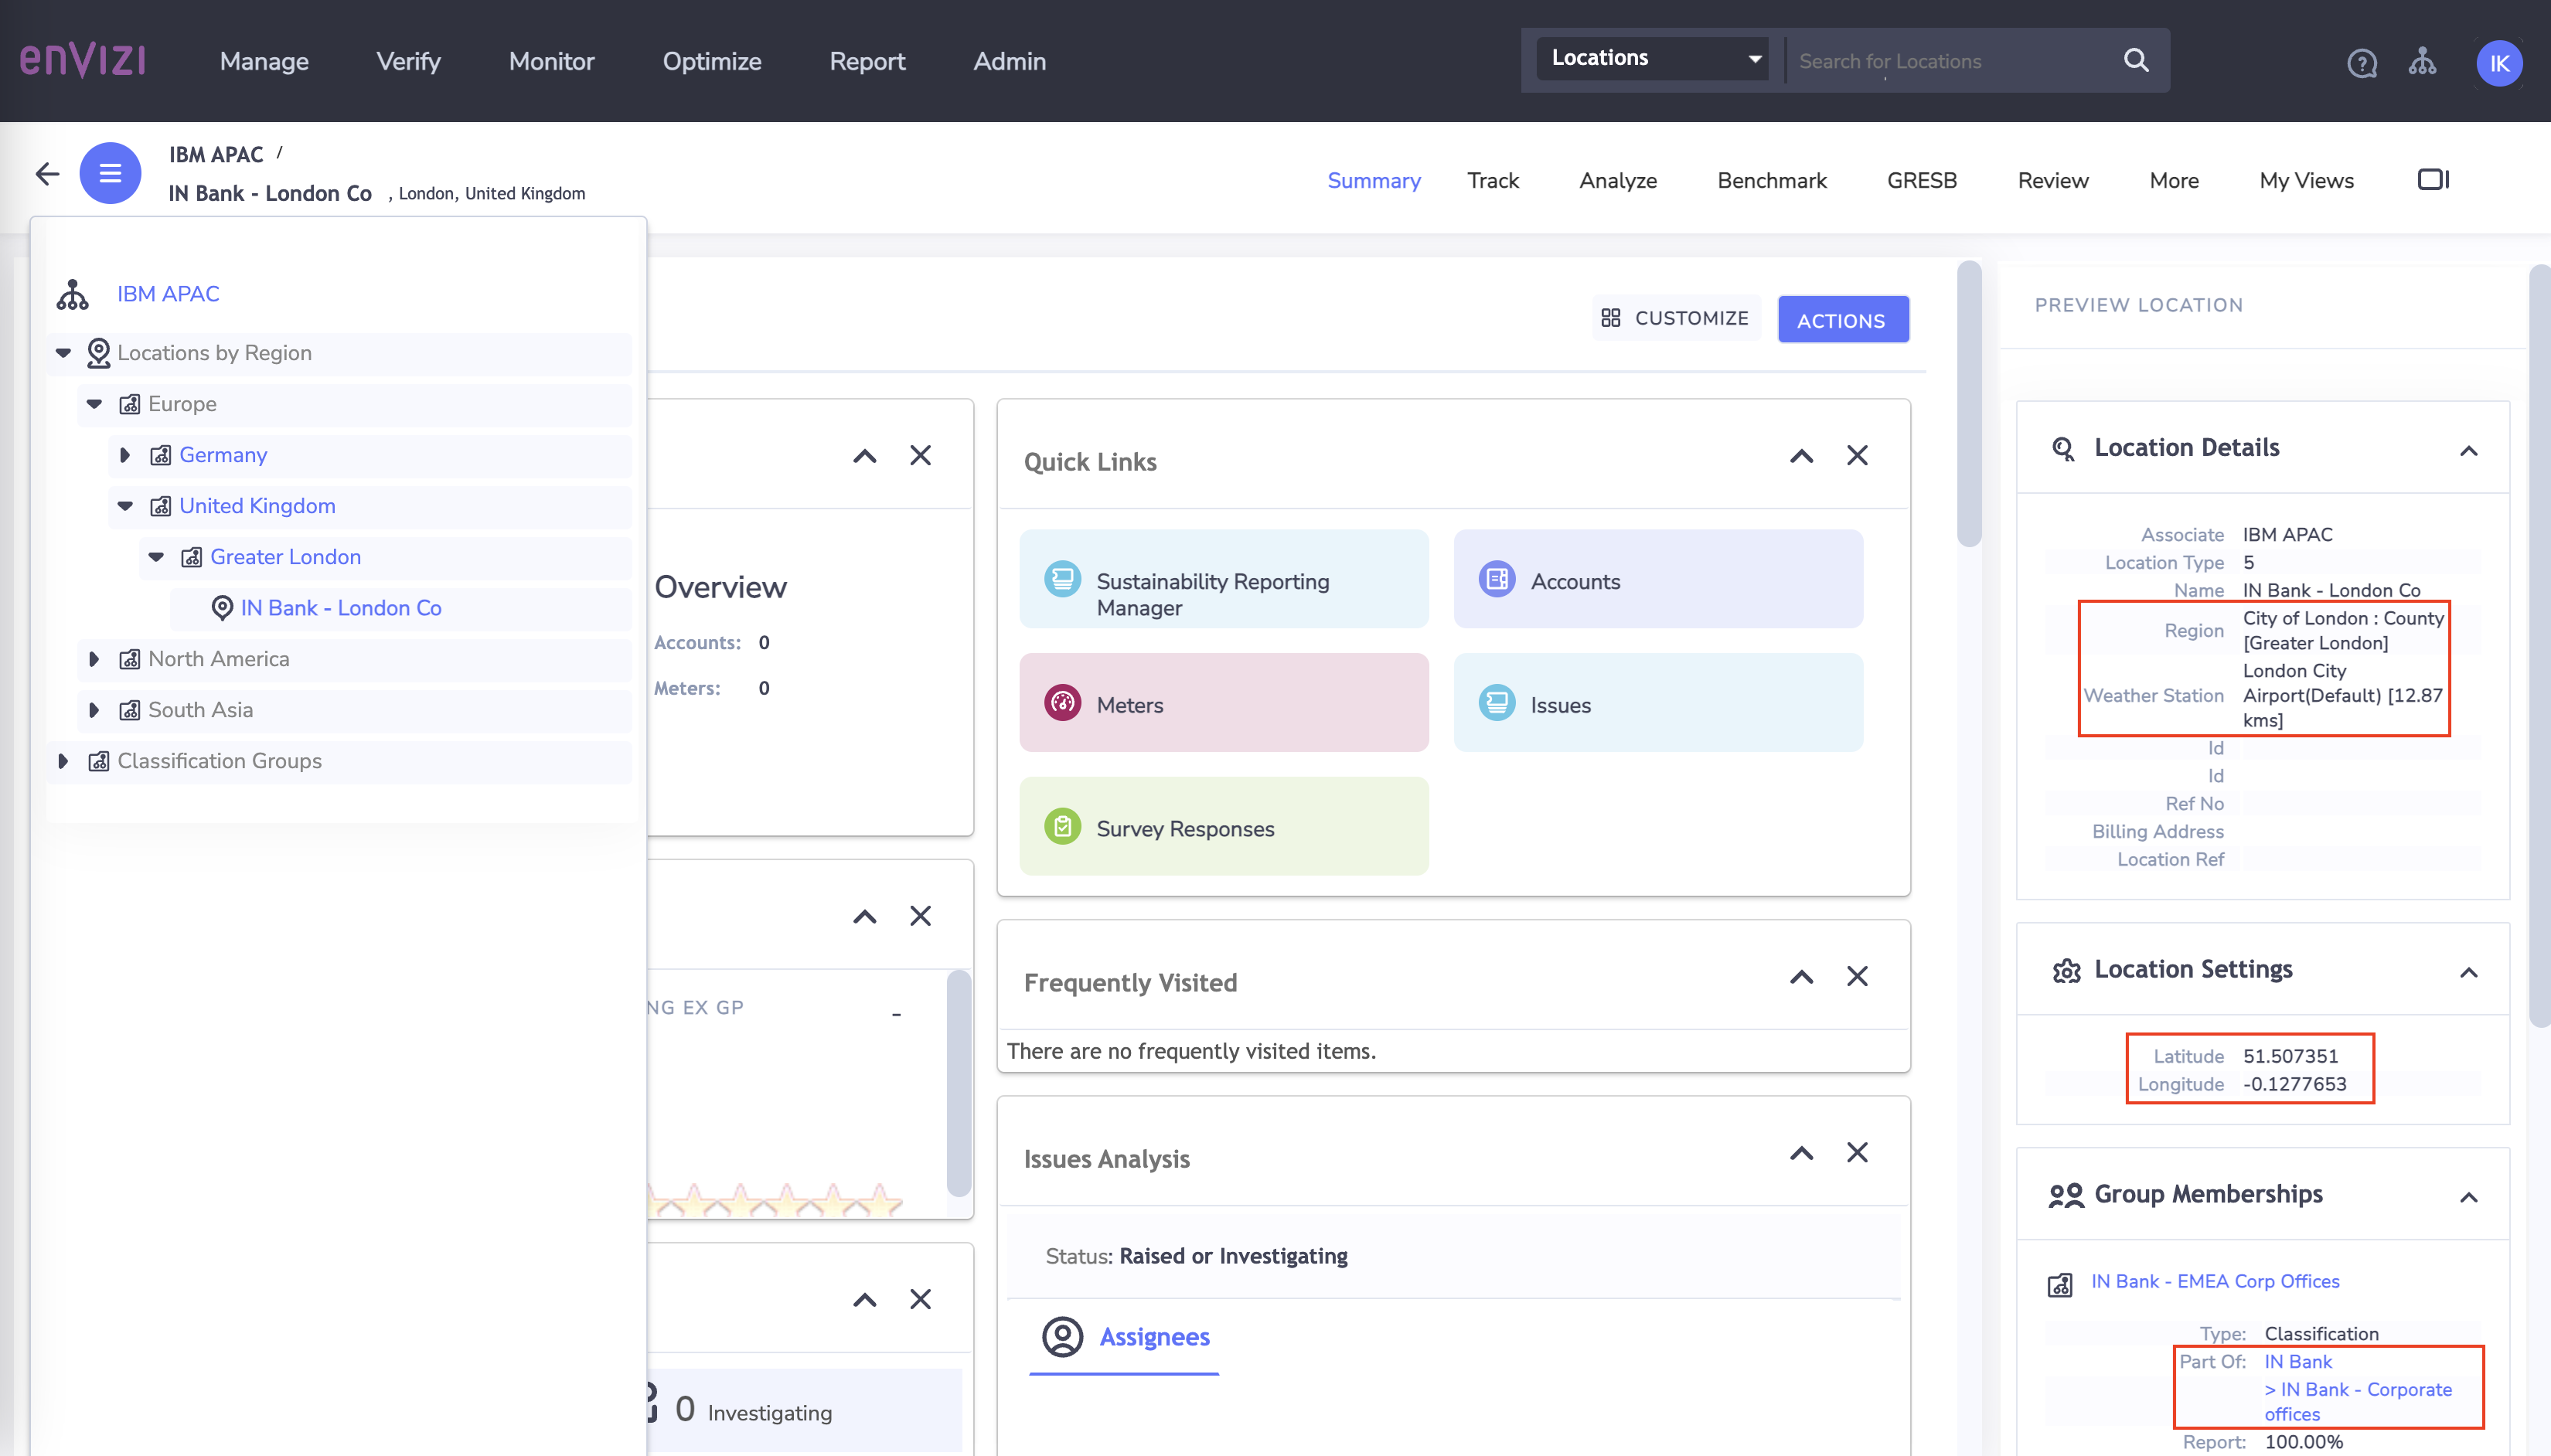 enVizi
Manage
Verify
Monitor
Optimize
Report
Admin
Locations
Search for Locations
IK
IBM APAC /
IN Bank - London Co , London, United Kingdom
Summary
Track
Analyze
Benchmark
GRESB
Review
More
My Views
IBM APAC
Locations by Region
Europe
Germany
United Kingdom
Greater London
IN Bank - London Co
North America
South Asia
Classification Groups
CUSTOMIZE
ACTIONS
Overview
Accounts: 0
Meters: 0
NG EX GP
-
0 Investigating
Quick Links
Sustainability Reporting
Manager
Accounts
Meters
Issues
Survey Responses
Frequently Visited
There are no frequently visited items.
Issues Analysis
Status: Raised or Investigating
Assignees
PREVIEW LOCATION
Location Details
Associate IBM APAC
Location Type 5
Name IN Bank - London Co
Region City of London : County
[Greater London]
Weather Station London City
Airport(Default) [12.87
kms]
Id
Id
Ref No
Billing Address
Location Ref
Location Settings
Latitude 51.507351
Longitude -0.1277653
Group Memberships
IN Bank - EMEA Corp Offices
Type: Classification
Part Of: IN Bank
> IN Bank - Corporate
offices
Report: 100.00%